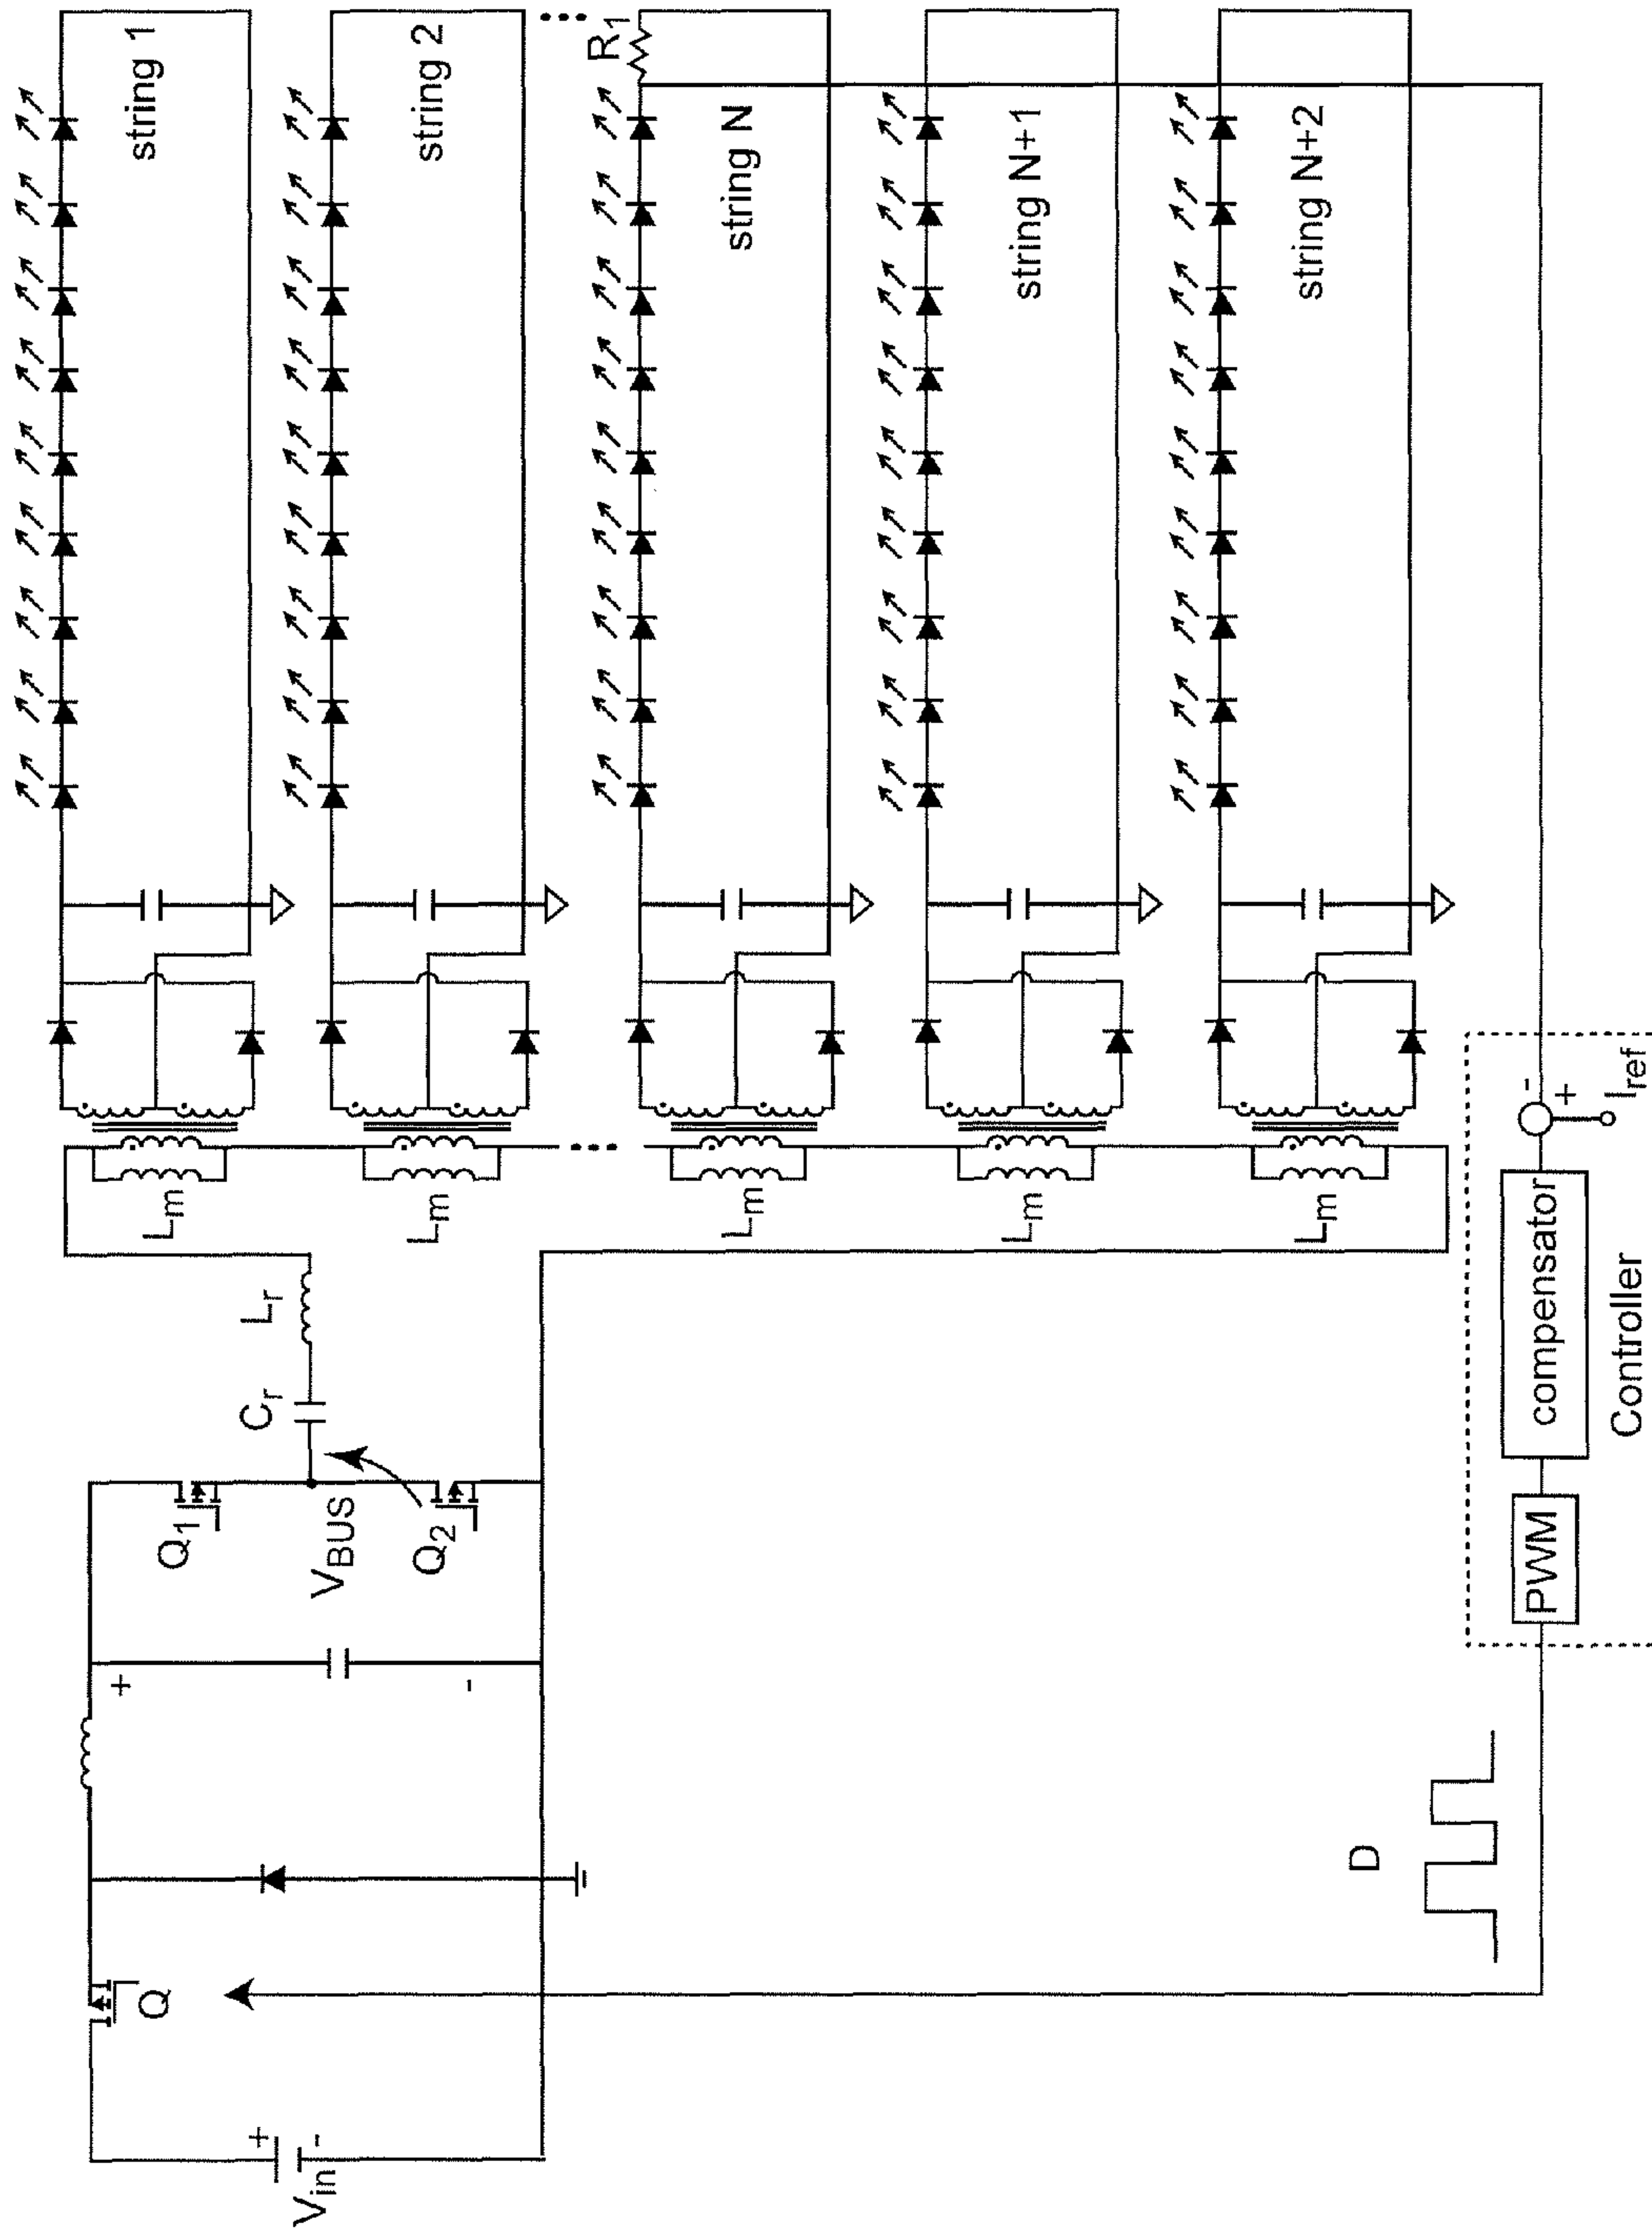 string 1
string 2
R1
string N
string N+1
string N+2
Lm
Lm
Lm
Lm
Lm
Lr
Cr
Q1
VBUS
Q2
+
-
Q
+
-
Vin
D
PWM
compensator
-
+
Iref
Controller